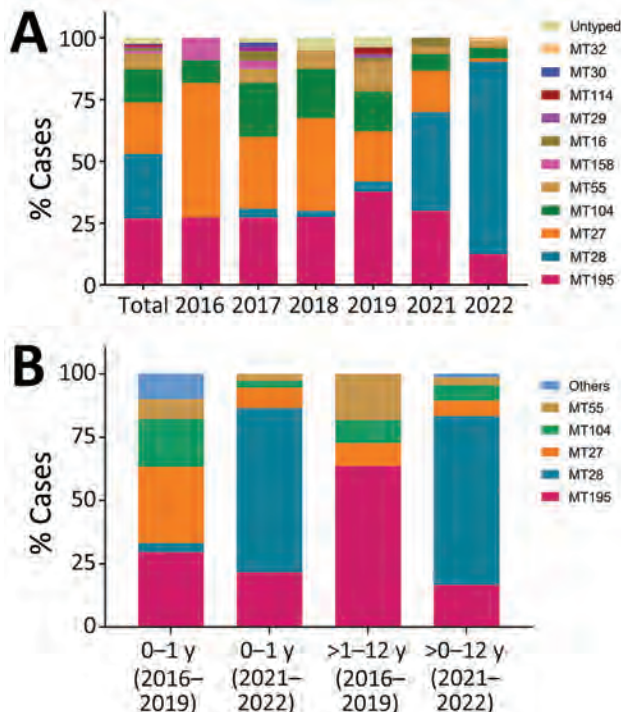 A
% Cases
100
75
50
25
0
Total 2016 2017 2018 2019 2021 2022
Untyped
MT32
MT30
MT114
MT29
MT16
MT158
MT55
MT104
MT27
MT28
MT195
B
% Cases
100
75
50
25
0
0–1 y
(2016–
2019)
0–1 y
(2021–
2022)
>1–12 y
(2016–
2019)
>0–12 y
(2021–
2022)
Others
MT55
MT104
MT27
MT28
MT195